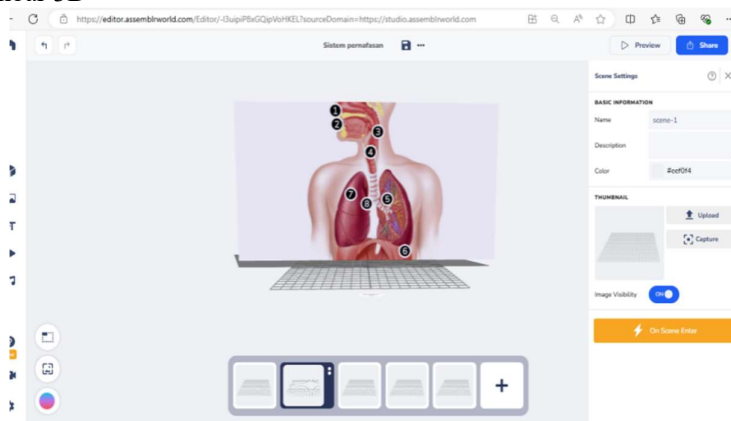 https://editor.assemblrworld.com/Editor/-I3uipiP8xGQipVoHKEL?sourceDomain=https://studio.assemblrworld.com
Sistem pernafasan
Preview
Share
Scene Settings
BASIC INFORMATION
Name
scene-1
Description
Color
#eef0f4
THUMBNAIL
Upload
Capture
Image Visibility
ON
On Scene Enter
1
2
3
4
5
6
7
8